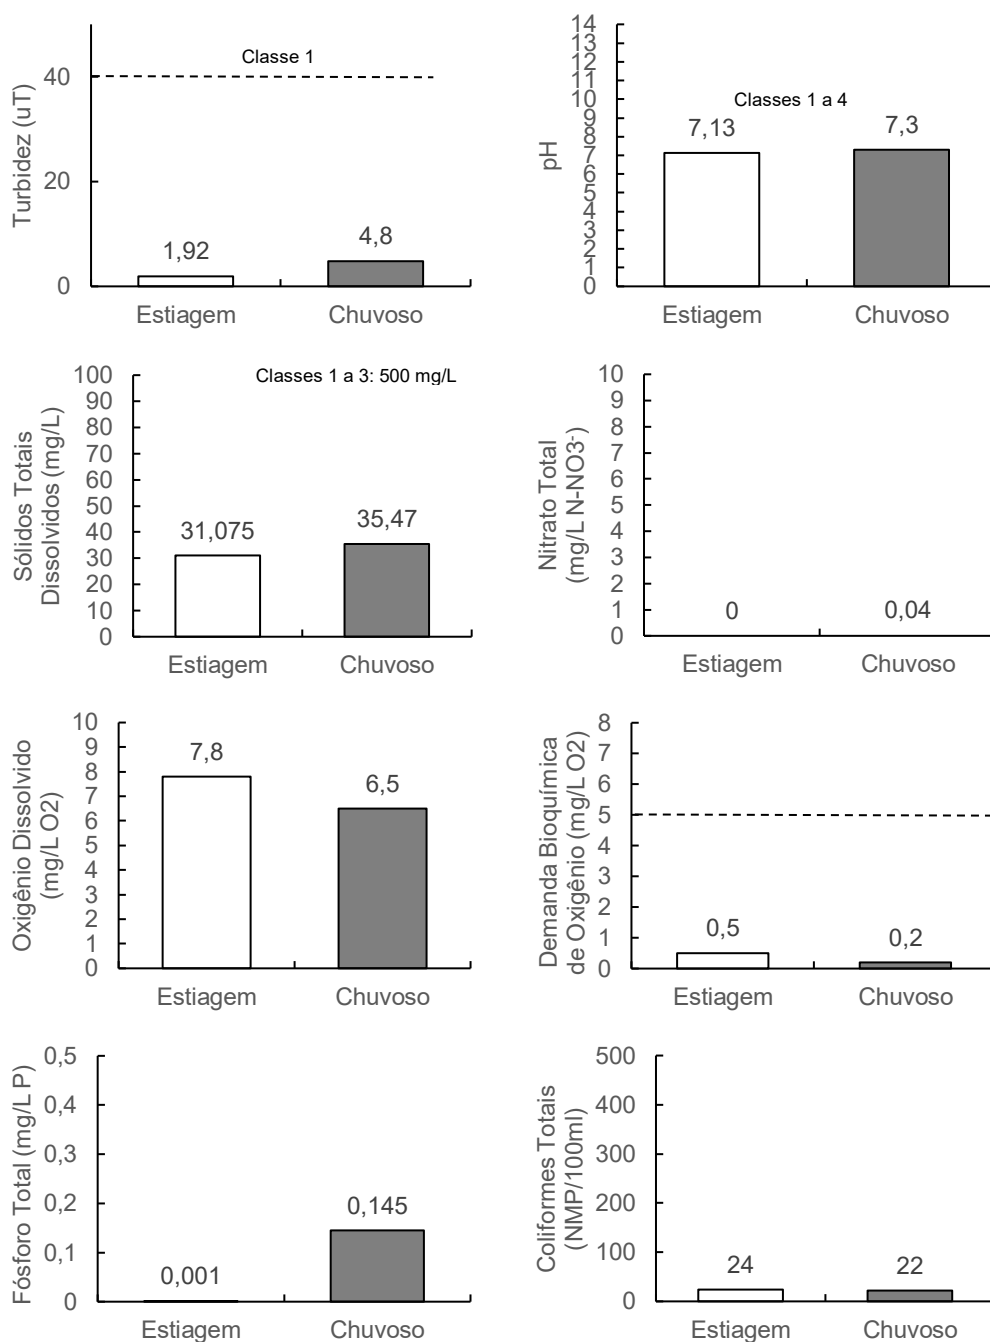 Turbidez (uT)
40
20
0
Classe 1
1,92
4,8
Estiagem
Chuvoso
pH
14
13
12
11
10
9
8
7
6
5
4
3
2
1
0
Classes 1 a 4
7,13
7,3
Estiagem
Chuvoso
Sólidos Totais
Dissolvidos (mg/L)
100
90
80
70
60
50
40
30
20
10
0
Classes 1 a 3: 500 mg/L
31,075
35,47
Estiagem
Chuvoso
Nitrato Total
(mg/L N-NO3-)
10
9
8
7
6
5
4
3
2
1
0
0
0,04
Estiagem
Chuvoso
Oxigênio Dissolvido
(mg/L O2)
10
9
8
7
6
5
4
3
2
1
0
7,8
6,5
Estiagem
Chuvoso
Demanda Bioquímica
de Oxigênio (mg/L O2)
8
7
6
5
4
3
2
1
0
0,5
0,2
Estiagem
Chuvoso
Fósforo Total (mg/L P)
0,5
0,4
0,3
0,2
0,1
0
0,001
0,145
Estiagem
Chuvoso
Coliformes Totais
(NMP/100ml)
500
400
300
200
100
0
24
22
Estiagem
Chuvoso